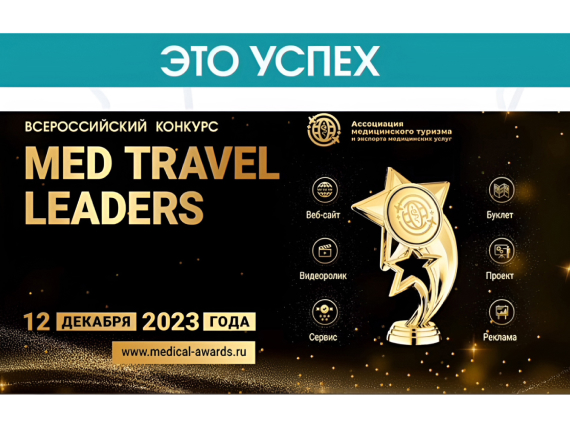 ЭТО УСПЕХ
ВСЕРОССИЙСКИЙ КОНКУРС
MED TRAVEL
LEADERS
Ассоциация
медицинского туризма
и экспорта медицинских услуг
Веб-сайт
Буклет
Видеоролик
Проект
Сервис
Реклама
12 ДЕКАБРЯ 2023 ГОДА
www.medical-awards.ru